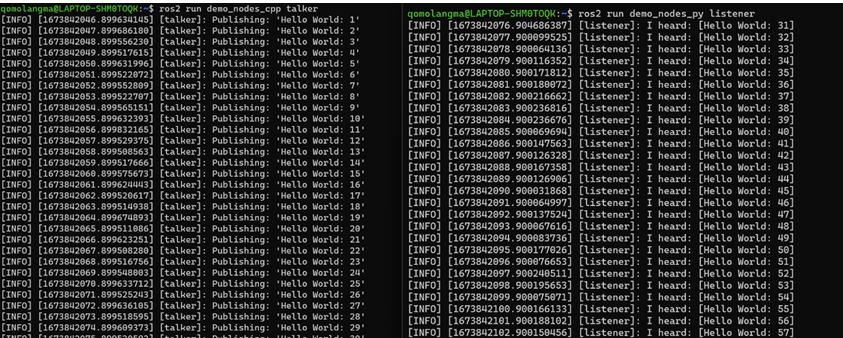 qomolangma@LAPTOP-SHM0TOQK:~$ ros2 run demo_nodes_cpp talker
[INFO] [1673842046.899634145] [talker]: Publishing: 'Hello World: 1'
[INFO] [1673842047.899686180] [talker]: Publishing: 'Hello World: 2'
[INFO] [1673842048.899556230] [talker]: Publishing: 'Hello World: 3'
[INFO] [1673842049.899517615] [talker]: Publishing: 'Hello World: 4'
[INFO] [1673842050.899631996] [talker]: Publishing: 'Hello World: 5'
[INFO] [1673842051.899522072] [talker]: Publishing: 'Hello World: 6'
[INFO] [1673842052.899552809] [talker]: Publishing: 'Hello World: 7'
[INFO] [1673842053.899522707] [talker]: Publishing: 'Hello World: 8'
[INFO] [1673842054.899565151] [talker]: Publishing: 'Hello World: 9'
[INFO] [1673842055.899632393] [talker]: Publishing: 'Hello World: 10'
[INFO] [1673842056.899832165] [talker]: Publishing: 'Hello World: 11'
[INFO] [1673842057.899529375] [talker]: Publishing: 'Hello World: 12'
[INFO] [1673842058.899508563] [talker]: Publishing: 'Hello World: 13'
[INFO] [1673842059.899517666] [talker]: Publishing: 'Hello World: 14'
[INFO] [1673842060.899575673] [talker]: Publishing: 'Hello World: 15'
[INFO] [1673842061.899624443] [talker]: Publishing: 'Hello World: 16'
[INFO] [1673842062.899520617] [talker]: Publishing: 'Hello World: 17'
[INFO] [1673842063.899514938] [talker]: Publishing: 'Hello World: 18'
[INFO] [1673842064.899674893] [talker]: Publishing: 'Hello World: 19'
[INFO] [1673842065.899511086] [talker]: Publishing: 'Hello World: 20'
[INFO] [1673842066.899623251] [talker]: Publishing: 'Hello World: 21'
[INFO] [1673842067.899508280] [talker]: Publishing: 'Hello World: 22'
[INFO] [1673842068.899516756] [talker]: Publishing: 'Hello World: 23'
[INFO] [1673842069.899548003] [talker]: Publishing: 'Hello World: 24'
[INFO] [1673842070.899633712] [talker]: Publishing: 'Hello World: 25'
[INFO] [1673842071.899525243] [talker]: Publishing: 'Hello World: 26'
[INFO] [1673842072.899636105] [talker]: Publishing: 'Hello World: 27'
[INFO] [1673842073.899518595] [talker]: Publishing: 'Hello World: 28'
[INFO] [1673842074.899609373] [talker]: Publishing: 'Hello World: 29'
qomolangma@LAPTOP-SHM0TOQK:~$ ros2 run demo_nodes_py listener
[INFO] [1673842076.904686387] [listener]: I heard: [Hello World: 31]
[INFO] [1673842077.900099525] [listener]: I heard: [Hello World: 32]
[INFO] [1673842078.900064136] [listener]: I heard: [Hello World: 33]
[INFO] [1673842079.900116352] [listener]: I heard: [Hello World: 34]
[INFO] [1673842080.900171812] [listener]: I heard: [Hello World: 35]
[INFO] [1673842081.900180072] [listener]: I heard: [Hello World: 36]
[INFO] [1673842082.900216662] [listener]: I heard: [Hello World: 37]
[INFO] [1673842083.900236816] [listener]: I heard: [Hello World: 38]
[INFO] [1673842084.900236676] [listener]: I heard: [Hello World: 39]
[INFO] [1673842085.900069694] [listener]: I heard: [Hello World: 40]
[INFO] [1673842086.900147563] [listener]: I heard: [Hello World: 41]
[INFO] [1673842087.900126328] [listener]: I heard: [Hello World: 42]
[INFO] [1673842088.900167358] [listener]: I heard: [Hello World: 43]
[INFO] [1673842089.900126906] [listener]: I heard: [Hello World: 44]
[INFO] [1673842090.900031868] [listener]: I heard: [Hello World: 45]
[INFO] [1673842091.900064997] [listener]: I heard: [Hello World: 46]
[INFO] [1673842092.900137524] [listener]: I heard: [Hello World: 47]
[INFO] [1673842093.900067616] [listener]: I heard: [Hello World: 48]
[INFO] [1673842094.900083736] [listener]: I heard: [Hello World: 49]
[INFO] [1673842095.900177026] [listener]: I heard: [Hello World: 50]
[INFO] [1673842096.900076653] [listener]: I heard: [Hello World: 51]
[INFO] [1673842097.900240511] [listener]: I heard: [Hello World: 52]
[INFO] [1673842098.900195653] [listener]: I heard: [Hello World: 53]
[INFO] [1673842099.900075071] [listener]: I heard: [Hello World: 54]
[INFO] [1673842100.900166133] [listener]: I heard: [Hello World: 55]
[INFO] [1673842101.900188102] [listener]: I heard: [Hello World: 56]
[INFO] [1673842102.900150456] [listener]: I heard: [Hello World: 57]